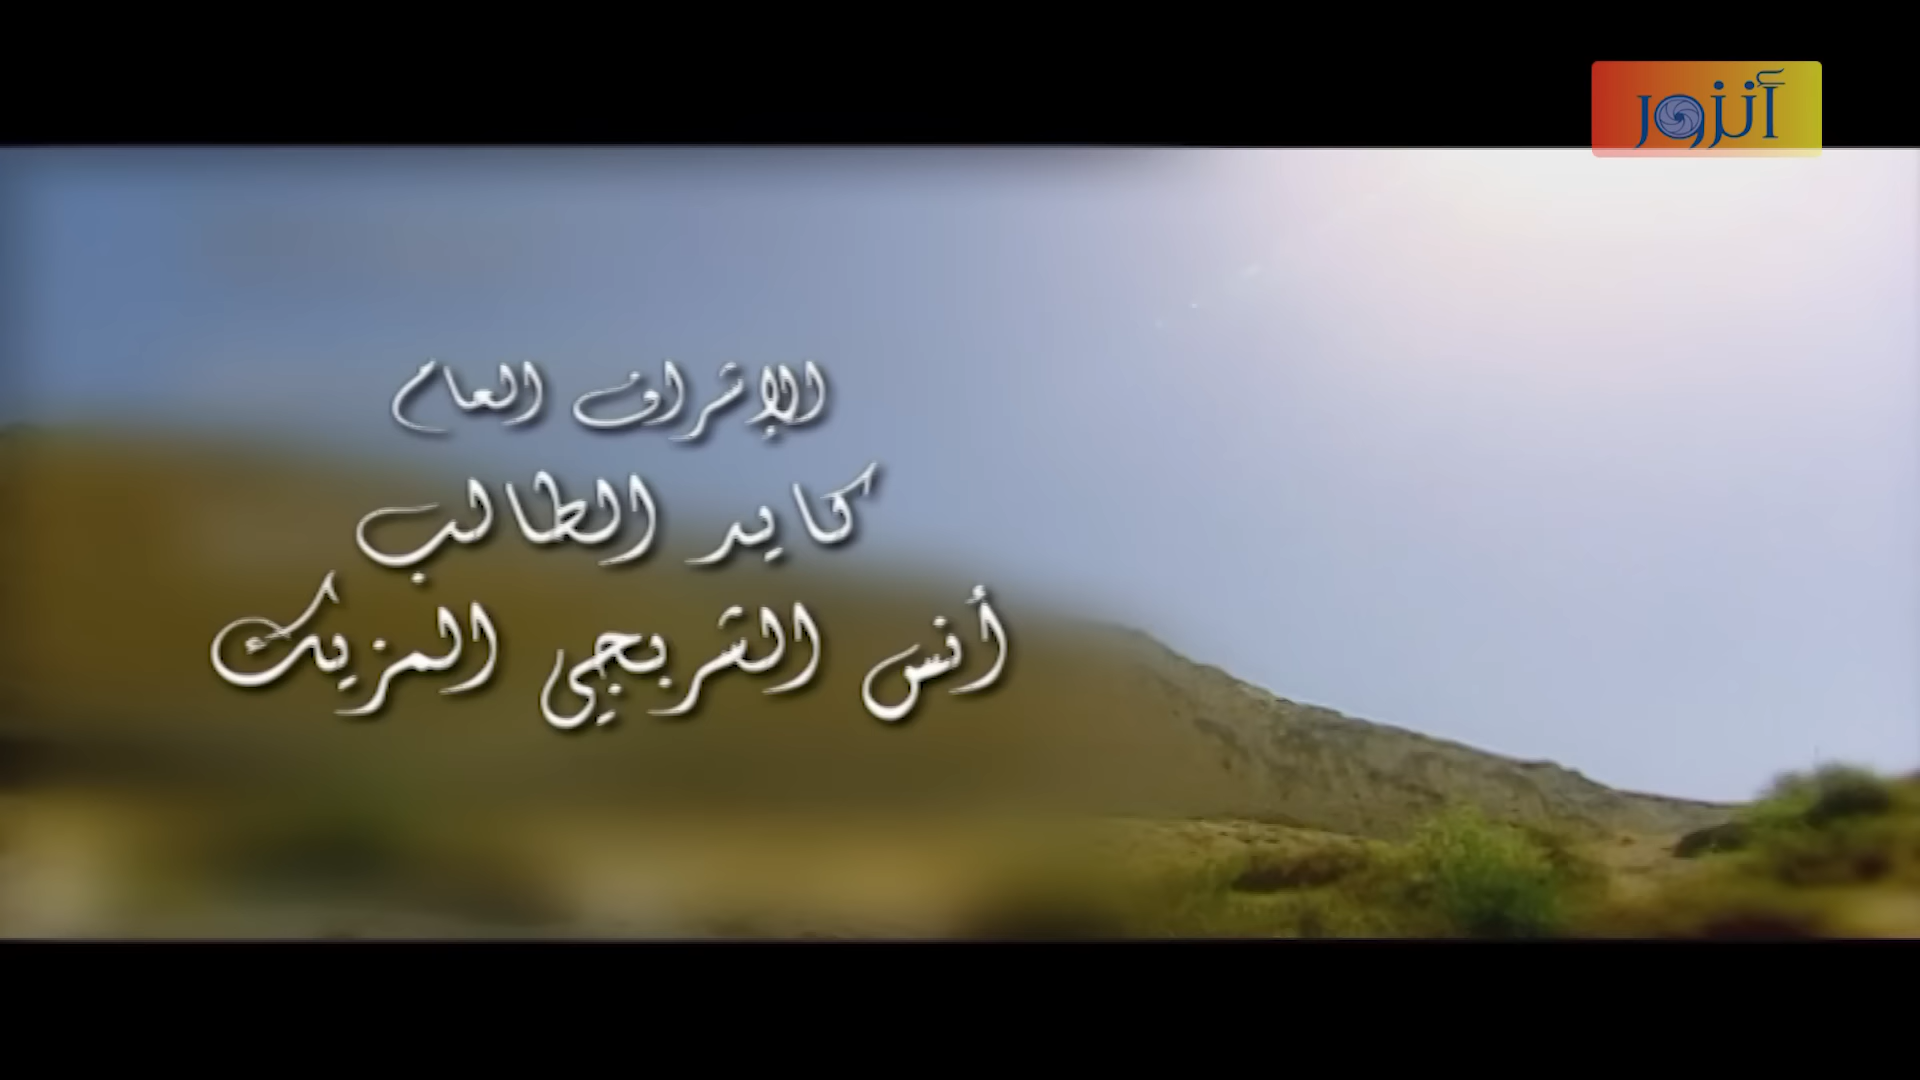 آنزور
الإشراف العام
كايد الطالب
أنس الشربجي المزيك